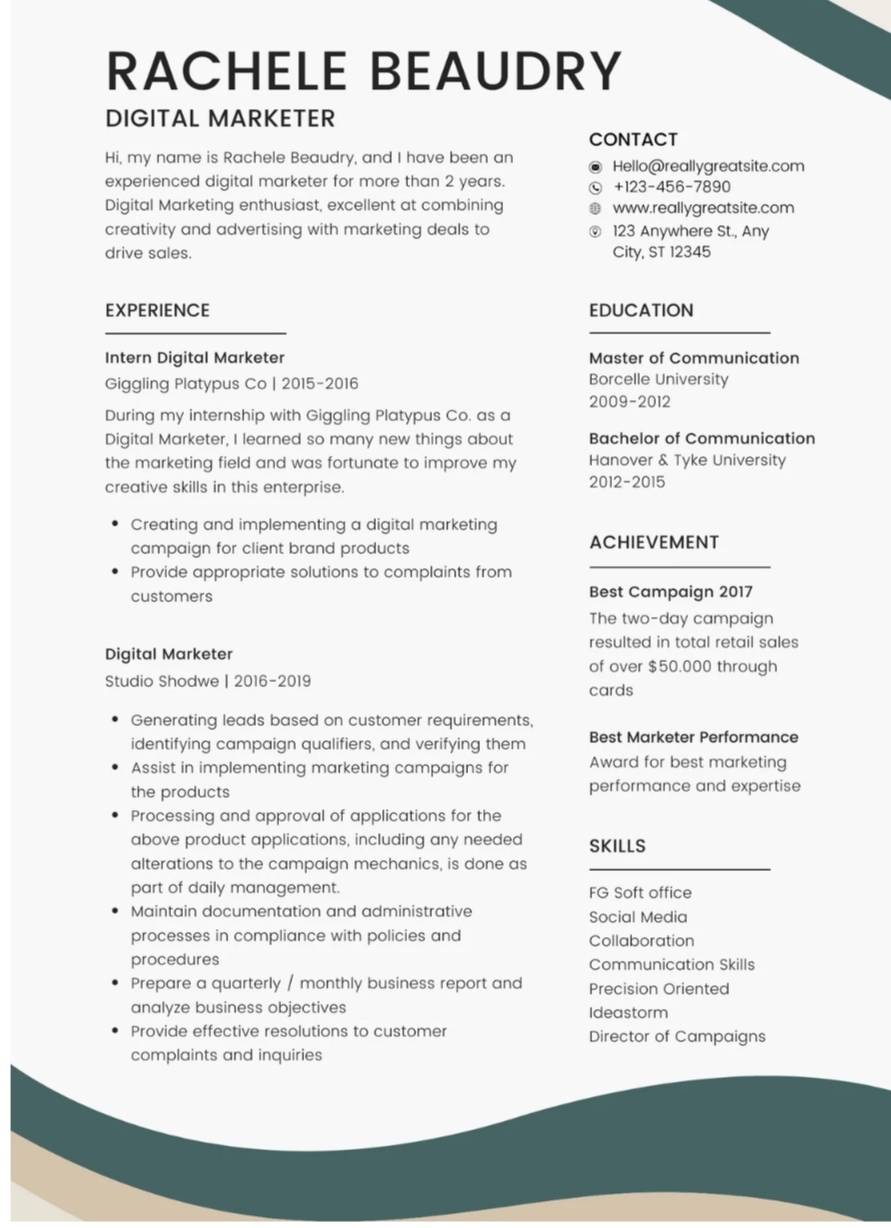 RACHELE BEAUDRY
DIGITAL MARKETER
Hi, my name is Rachele Beaudry, and I have been an
experienced digital marketer for more than 2 years.
Digital Marketing enthusiast, excellent at combining
creativity and advertising with marketing deals to
drive sales.
CONTACT
Hello@reallygreatsite.com
+123-456-7890
www.reallygreatsite.com
123 Anywhere St., Any
City, ST 12345
EXPERIENCE
Intern Digital Marketer
Giggling Platypus Co | 2015-2016
During my internship with Giggling Platypus Co. as a
Digital Marketer, I learned so many new things about
the marketing field and was fortunate to improve my
creative skills in this enterprise.
• Creating and implementing a digital marketing
campaign for client brand products
• Provide appropriate solutions to complaints from
customers
Digital Marketer
Studio Shodwe | 2016-2019
• Generating leads based on customer requirements,
identifying campaign qualifiers, and verifying them
• Assist in implementing marketing campaigns for
the products
• Processing and approval of applications for the
above product applications, including any needed
alterations to the campaign mechanics, is done as
part of daily management.
• Maintain documentation and administrative
processes in compliance with policies and
procedures
• Prepare a quarterly / monthly business report and
analyze business objectives
• Provide effective resolutions to customer
complaints and inquiries
EDUCATION
Master of Communication
Borcelle University
2009-2012
Bachelor of Communication
Hanover & Tyke University
2012-2015
ACHIEVEMENT
Best Campaign 2017
The two-day campaign
resulted in total retail sales
of over $50.000 through
cards
Best Marketer Performance
Award for best marketing
performance and expertise
SKILLS
FG Soft office
Social Media
Collaboration
Communication Skills
Precision Oriented
Ideastorm
Director of Campaigns